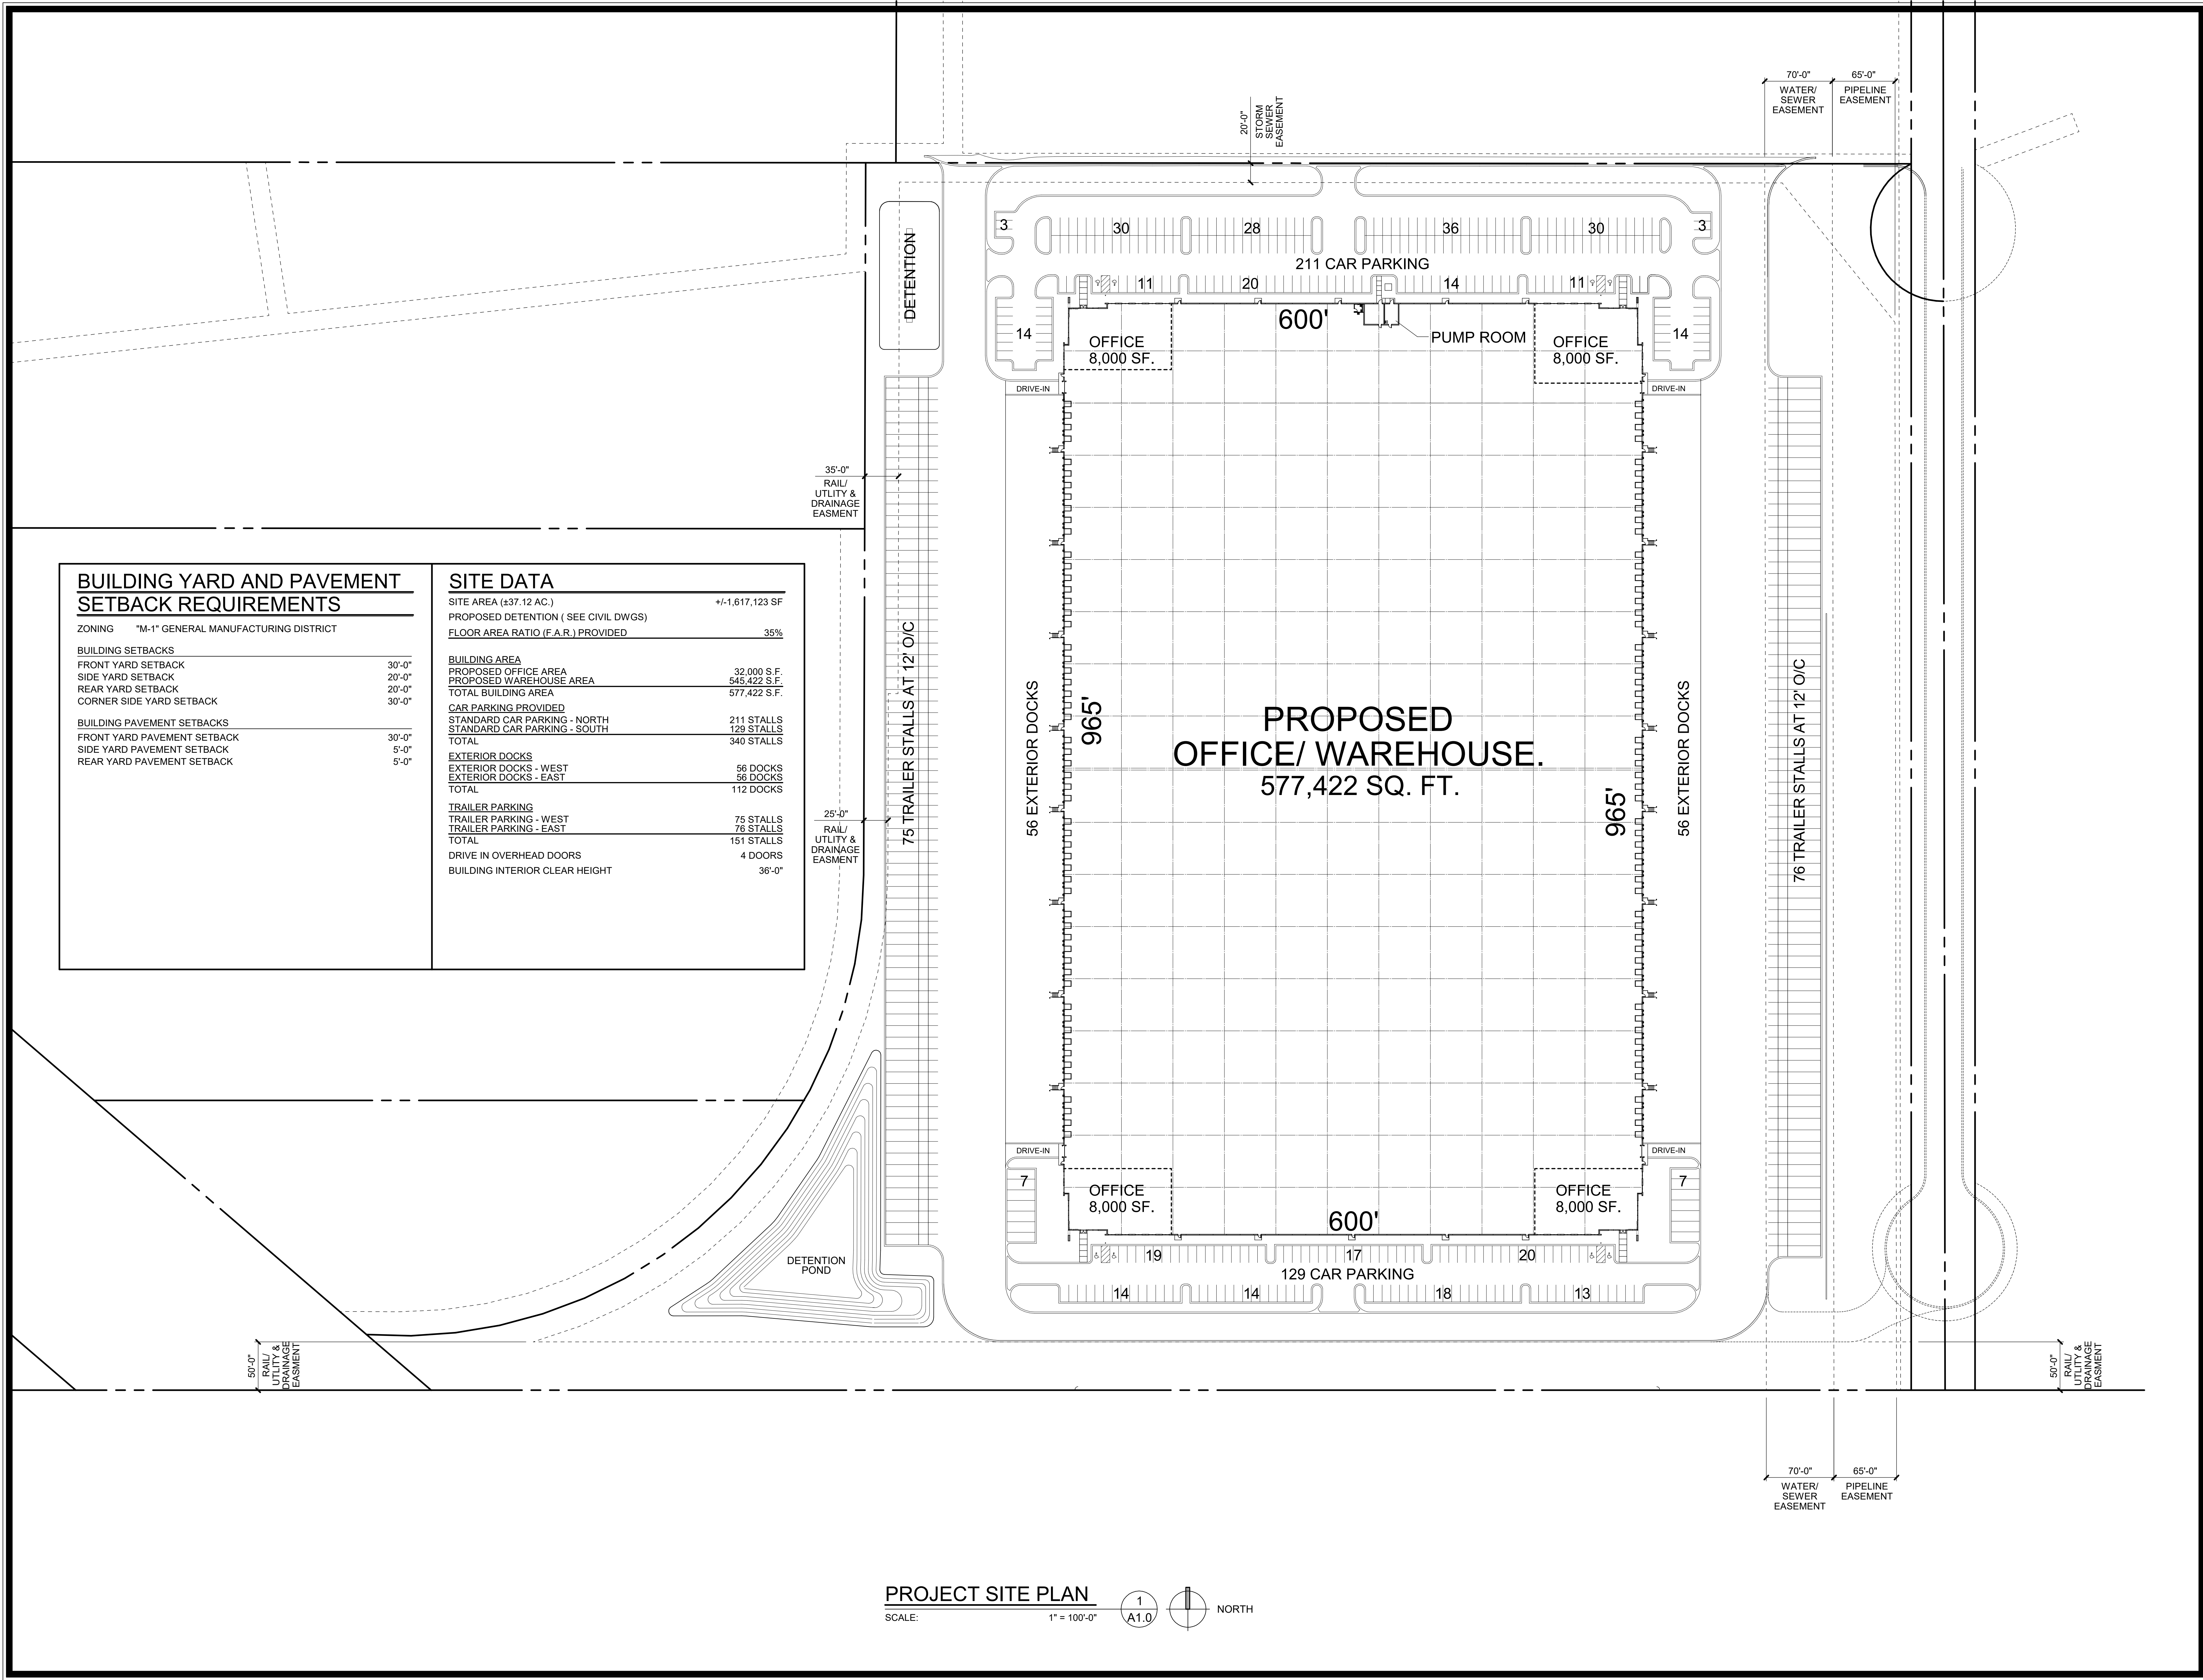 70'-0"
65'-0"
WATER/
SEWER
EASEMENT
PIPELINE
EASEMENT
20'-0"
STORM
SEWER
EASEMENT
DETENTION
3
30
28
36
30
3
211 CAR PARKING
11
20
14
11
14
14
600'
PUMP ROOM
OFFICE
8,000 SF.
OFFICE
8,000 SF.
DRIVE-IN
DRIVE-IN
35'-0"
RAIL/
UTLITY &
DRAINAGE
EASMENT
BUILDING YARD AND PAVEMENT
SETBACK REQUIREMENTS
ZONING "M-1" GENERAL MANUFACTURING DISTRICT
BUILDING SETBACKS
FRONT YARD SETBACK 30'-0"
SIDE YARD SETBACK 20'-0"
REAR YARD SETBACK 20'-0"
CORNER SIDE YARD SETBACK 30'-0"
BUILDING PAVEMENT SETBACKS
FRONT YARD PAVEMENT SETBACK 30'-0"
SIDE YARD PAVEMENT SETBACK 5'-0"
REAR YARD PAVEMENT SETBACK 5'-0"
SITE DATA
SITE AREA (±37.12 AC.) +/-1,617,123 SF
PROPOSED DETENTION ( SEE CIVIL DWGS)
FLOOR AREA RATIO (F.A.R.) PROVIDED 35%
BUILDING AREA
PROPOSED OFFICE AREA 32,000 S.F.
PROPOSED WAREHOUSE AREA 545,422 S.F.
TOTAL BUILDING AREA 577,422 S.F.
CAR PARKING PROVIDED
STANDARD CAR PARKING - NORTH 211 STALLS
STANDARD CAR PARKING - SOUTH 129 STALLS
TOTAL 340 STALLS
EXTERIOR DOCKS
EXTERIOR DOCKS - WEST 56 DOCKS
EXTERIOR DOCKS - EAST 56 DOCKS
TOTAL 112 DOCKS
TRAILER PARKING
TRAILER PARKING - WEST 75 STALLS
TRAILER PARKING - EAST 76 STALLS
TOTAL 151 STALLS
DRIVE IN OVERHEAD DOORS 4 DOORS
BUILDING INTERIOR CLEAR HEIGHT 36'-0"
25'-0"
RAIL/
UTLITY &
DRAINAGE
EASMENT
75 TRAILER STALLS AT 12' O/C
56 EXTERIOR DOCKS
965'
PROPOSED
OFFICE/ WAREHOUSE.
577,422 SQ. FT.
965'
56 EXTERIOR DOCKS
76 TRAILER STALLS AT 12' O/C
DRIVE-IN
DRIVE-IN
7
7
OFFICE
8,000 SF.
OFFICE
8,000 SF.
600'
19
17
20
129 CAR PARKING
14
14
18
13
DETENTION
POND
50'-0"
RAIL/
UTLITY &
DRAINAGE
EASMENT
50'-0"
RAIL/
UTLITY &
DRAINAGE
EASMENT
70'-0"
65'-0"
WATER/
SEWER
EASEMENT
PIPELINE
EASEMENT
PROJECT SITE PLAN
SCALE: 1" = 100'-0"
1
A1.0
NORTH